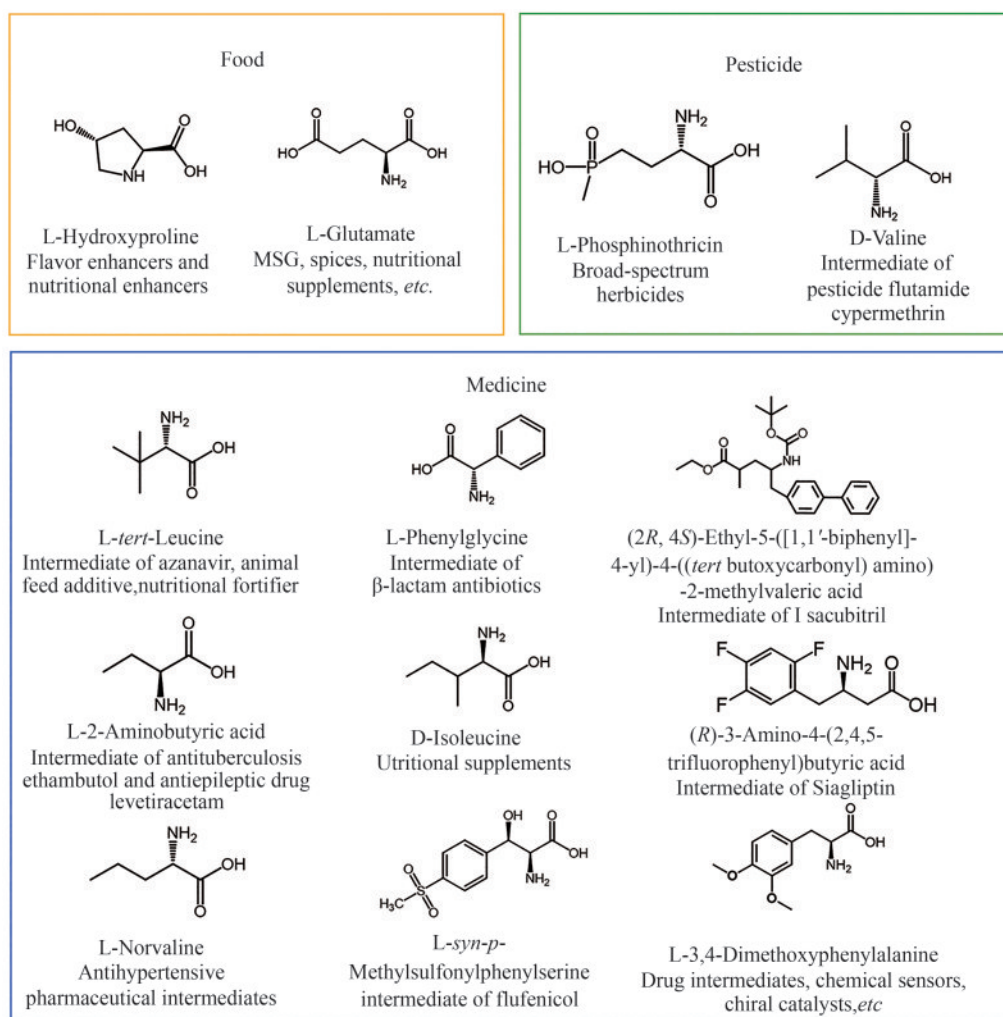 Food
HO
O
OH
NH
L-Hydroxyproline
Flavor enhancers and
nutritional enhancers
O
O
HO
OH
NH₂
L-Glutamate
MSG, spices, nutritional
supplements, etc.
Pesticide
O
NH₂
HO
P
OH
O
L-Phosphinothricin
Broad-spectrum
herbicides
O
OH
NH₂
D-Valine
Intermediate of
pesticide flutamide
cypermethrin
Medicine
NH₂
OH
O
L-tert-Leucine
Intermediate of azanavir, animal
feed additive,nutritional fortifier
O
HO
NH₂
L-Phenylglycine
Intermediate of
β-lactam antibiotics
O
O
O
NH
O
(2R, 4S)-Ethyl-5-([1,1′-biphenyl]-
4-yl)-4-((tert butoxycarbonyl) amino)
-2-methylvaleric acid
Intermediate of I sacubitril
O
OH
NH₂
L-2-Aminobutyric acid
Intermediate of antituberculosis
ethambutol and antiepileptic drug
levetiracetam
NH₂
OH
O
D-Isoleucine
Utritional supplements
F
F
NH₂
O
F
OH
(R)-3-Amino-4-(2,4,5-
trifluorophenyl)butyric acid
Intermediate of Siagliptin
NH₂
OH
O
L-Norvaline
Antihypertensive
pharmaceutical intermediates
OH
O
OH
O
NH₂
S
H₃C
O
L-syn-p-
Methylsulfonylphenylserine
intermediate of flufenicol
O
OH
O
NH₂
O
L-3,4-Dimethoxyphenylalanine
Drug intermediates, chemical sensors,
chiral catalysts,etc